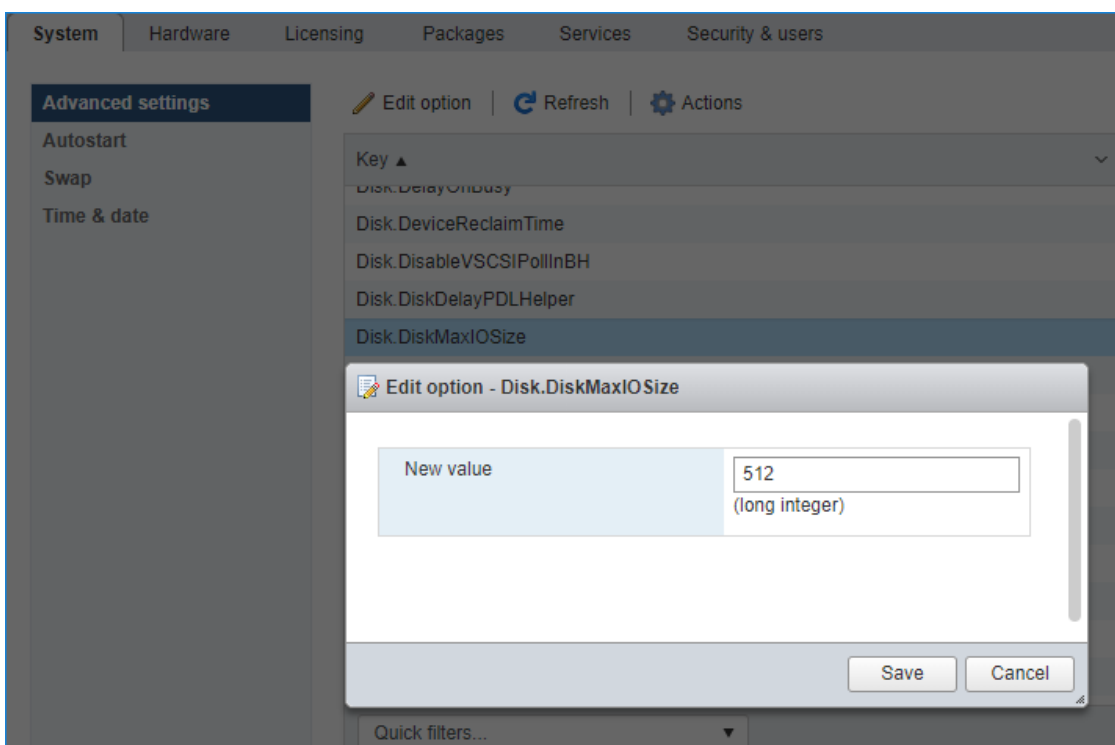 System Hardware Licensing Packages Services Security & users
Advanced settings
Autostart
Swap
Time & date
Edit option Refresh Actions
Key ▲
Disk.DelayOnBusy
Disk.DeviceReclaimTime
Disk.DisableVSCSIPollInBH
Disk.DiskDelayPDLHelper
Disk.DiskMaxIOSize
Edit option - Disk.DiskMaxIOSize
New value
512
(long integer)
Save Cancel
Quick filters...